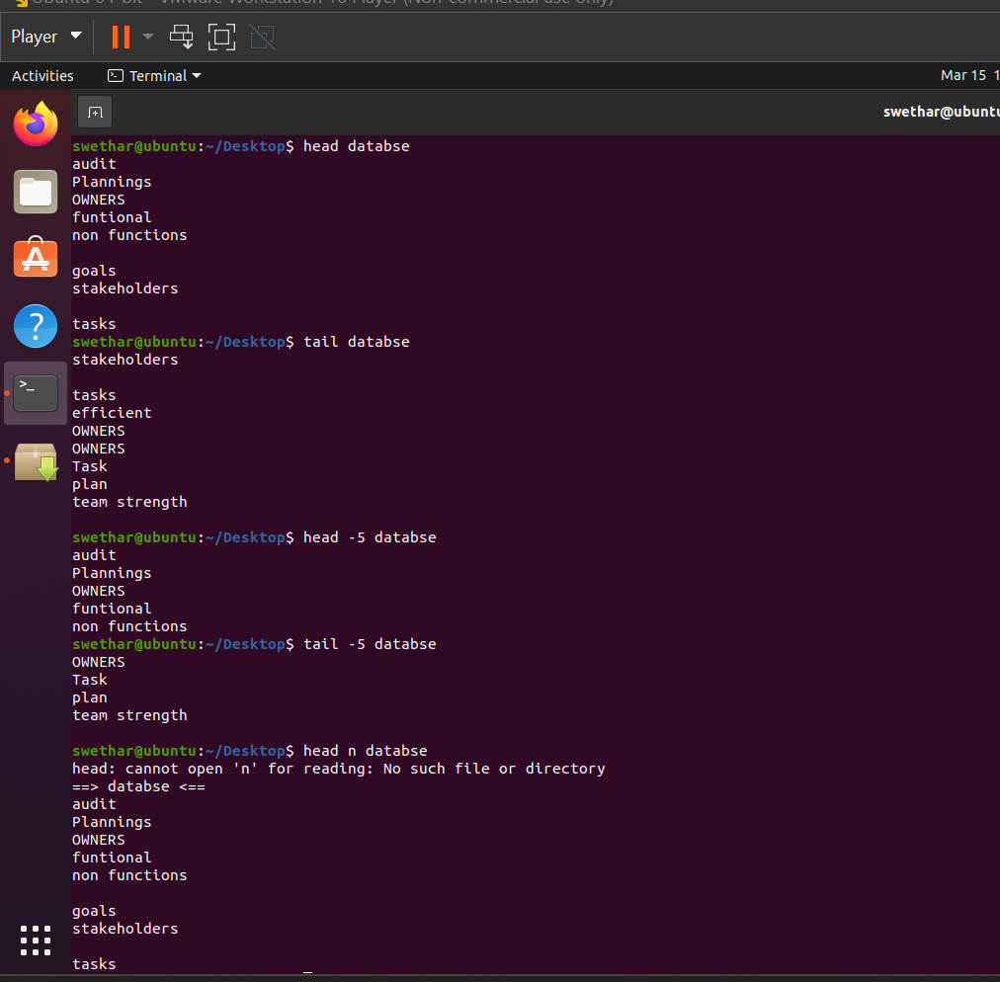 Ubuntu 64-bit - VMware Workstation 16 Player (Non-commercial use only)
Player
Activities
Terminal
Mar 15 1
swethar@ubuntu
swethar@ubuntu:~/Desktop$ head databse
audit
Plannings
OWNERS
funtional
non functions
goals
stakeholders
tasks
swethar@ubuntu:~/Desktop$ tail databse
stakeholders
tasks
efficient
OWNERS
OWNERS
Task
plan
team strength
swethar@ubuntu:~/Desktop$ head -5 databse
audit
Plannings
OWNERS
funtional
non functions
swethar@ubuntu:~/Desktop$ tail -5 databse
OWNERS
Task
plan
team strength
swethar@ubuntu:~/Desktop$ head n databse
head: cannot open 'n' for reading: No such file or directory
==> databse <==
audit
Plannings
OWNERS
funtional
non functions
goals
stakeholders
tasks